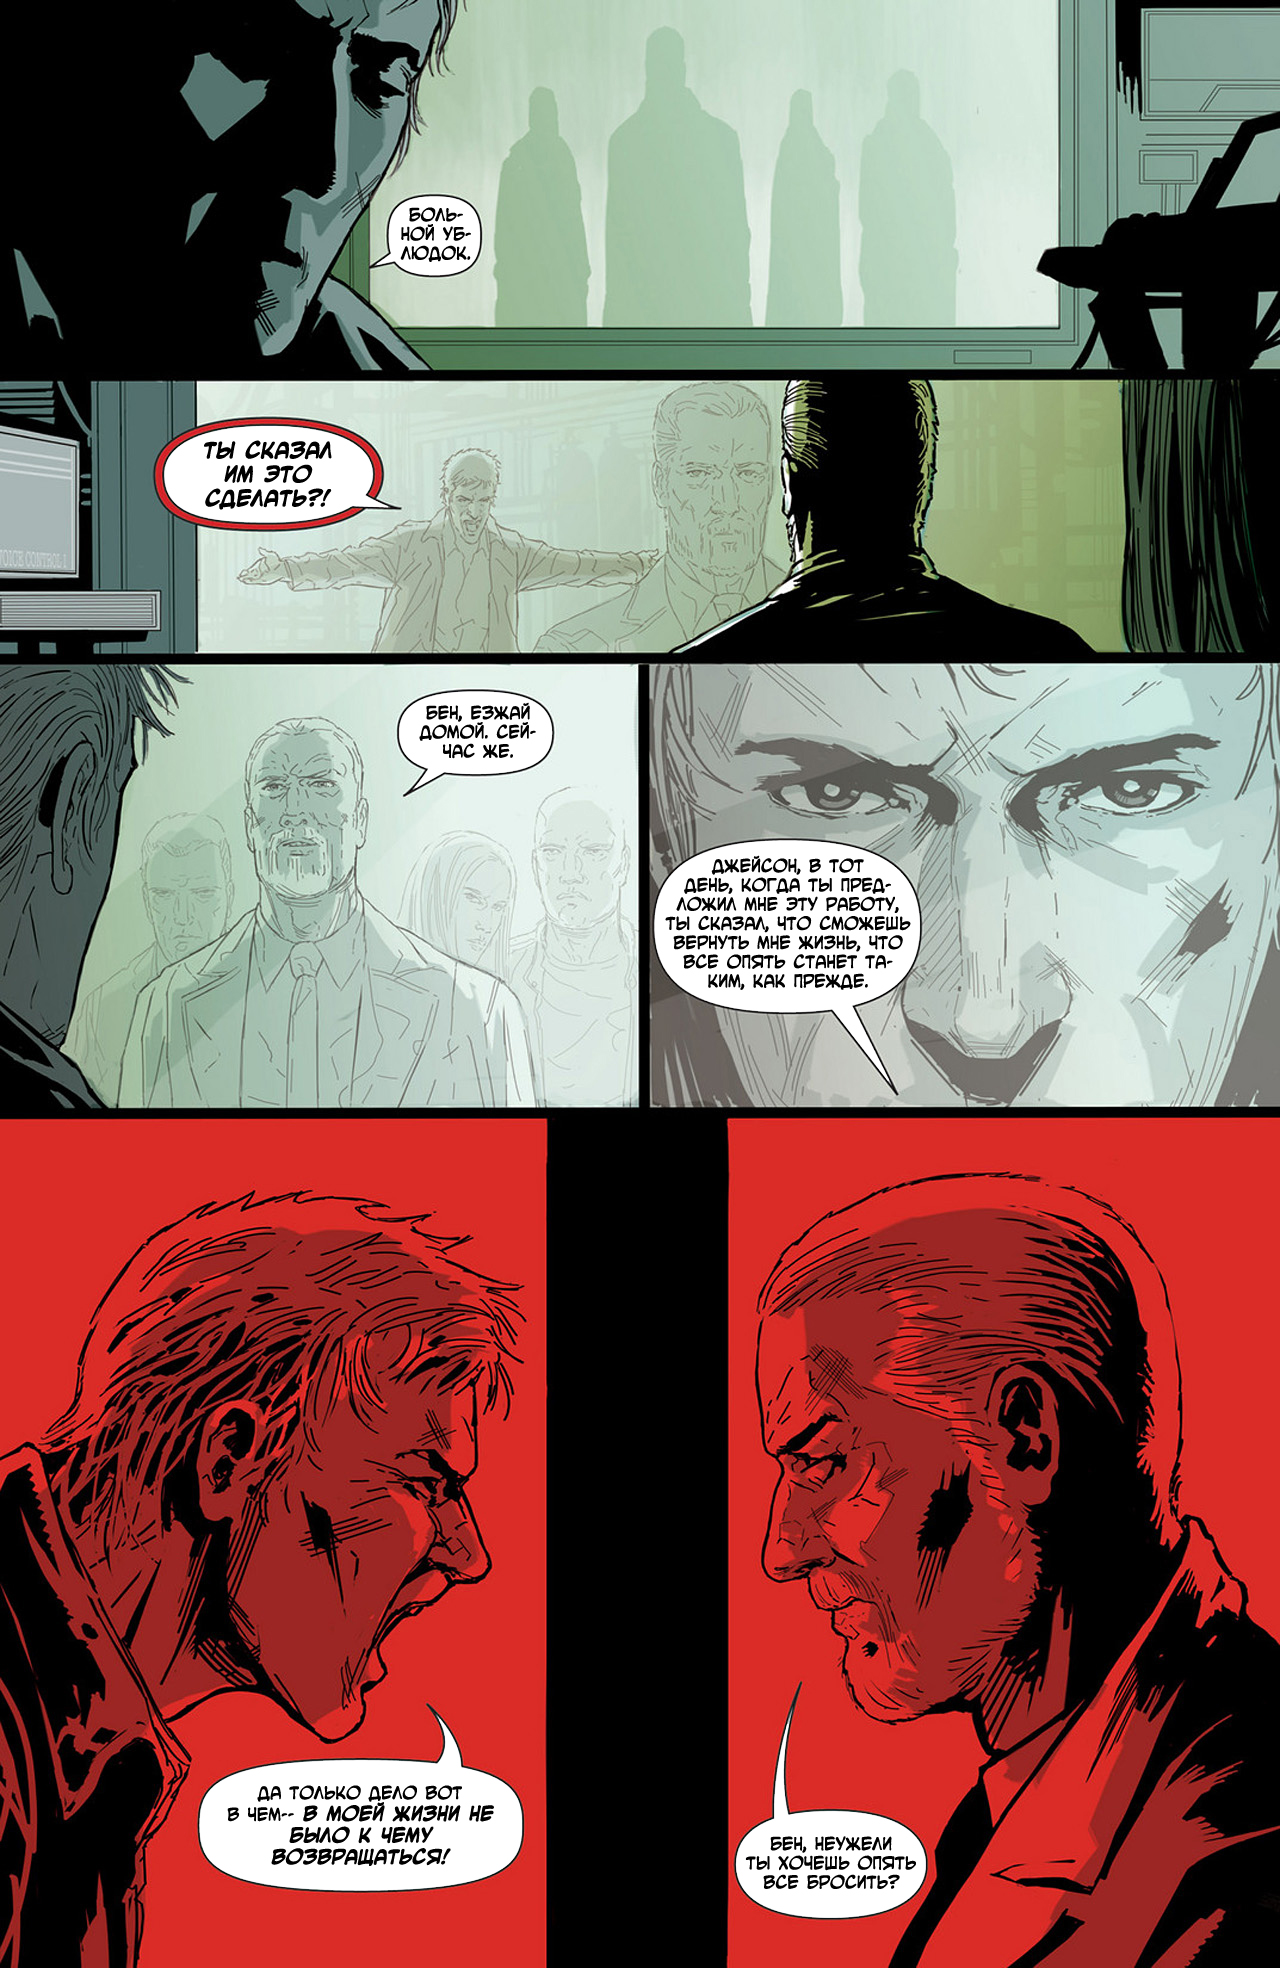 БОЛЬ-
НОЙ УБ-
ЛЮДОК.
ТЫ СКАЗАЛ
ИМ ЭТО
СДЕЛАТЬ?!
БЕН, ЕЗЖАЙ
ДОМОЙ. СЕЙ-
ЧАС ЖЕ.
ДЖЕЙСОН, В ТОТ
ДЕНЬ, КОГДА ТЫ ПРЕД-
ЛОЖИЛ МНЕ ЭТУ РАБОТУ,
ТЫ СКАЗАЛ, ЧТО СМОЖЕШЬ
ВЕРНУТЬ МНЕ ЖИЗНЬ, ЧТО
ВСЕ ОПЯТЬ СТАНЕТ ТА-
КИМ, КАК ПРЕЖДЕ.
ДА ТОЛЬКО ДЕЛО ВОТ
В ЧЕМ-- В МОЕЙ ЖИЗНИ НЕ
БЫЛО К ЧЕМУ
ВОЗВРАЩАТЬСЯ!
БЕН, НЕУЖЕЛИ
ТЫ ХОЧЕШЬ ОПЯТЬ
ВСЕ БРОСИТЬ?